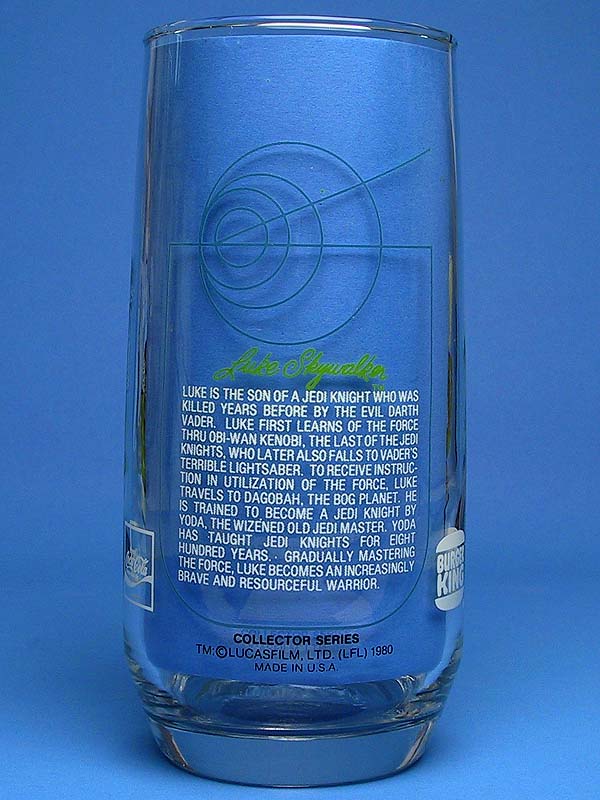 Luke Skywalker
TM
LUKE IS THE SON OF A JEDI KNIGHT WHO WAS
KILLED YEARS BEFORE BY THE EVIL DARTH
VADER. LUKE FIRST LEARNS OF THE FORCE
THRU OBI-WAN KENOBI, THE LAST OF THE JEDI
KNIGHTS, WHO LATER ALSO FALLS TO VADER'S
TERRIBLE LIGHTSABER. TO RECEIVE INSTRUC-
TION IN UTILIZATION OF THE FORCE, LUKE
TRAVELS TO DAGOBAH, THE BOG PLANET. HE
IS TRAINED TO BECOME A JEDI KNIGHT BY
YODA, THE WIZENED OLD JEDI MASTER. YODA
HAS TAUGHT JEDI KNIGHTS FOR EIGHT
HUNDRED YEARS. GRADUALLY MASTERING
THE FORCE, LUKE BECOMES AN INCREASINGLY
BRAVE AND RESOURCEFUL WARRIOR.
BURGER
KING
COLLECTOR SERIES
TM:©LUCASFILM, LTD. (LFL) 1980
MADE IN U.S.A.